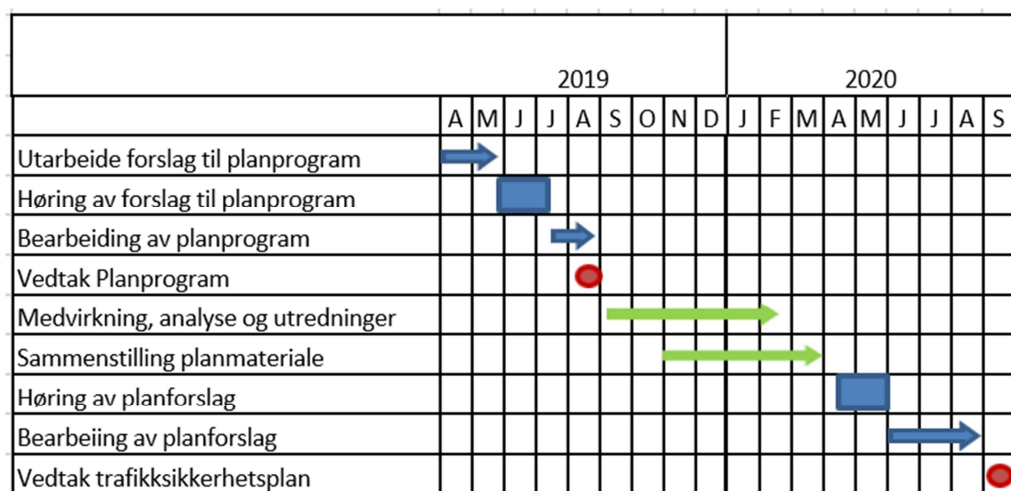 2019 2020
A M J J A S O N D J F M A M J J A S
Utarbeide forslag til planprogram
Høring av forslag til planprogram
Bearbeiding av planprogram
Vedtak Planprogram
Medvirkning, analyse og utredninger
Sammenstilling planmateriale
Høring av planforslag
Bearbeiing av planforslag
Vedtak trafikksikkerhetsplan